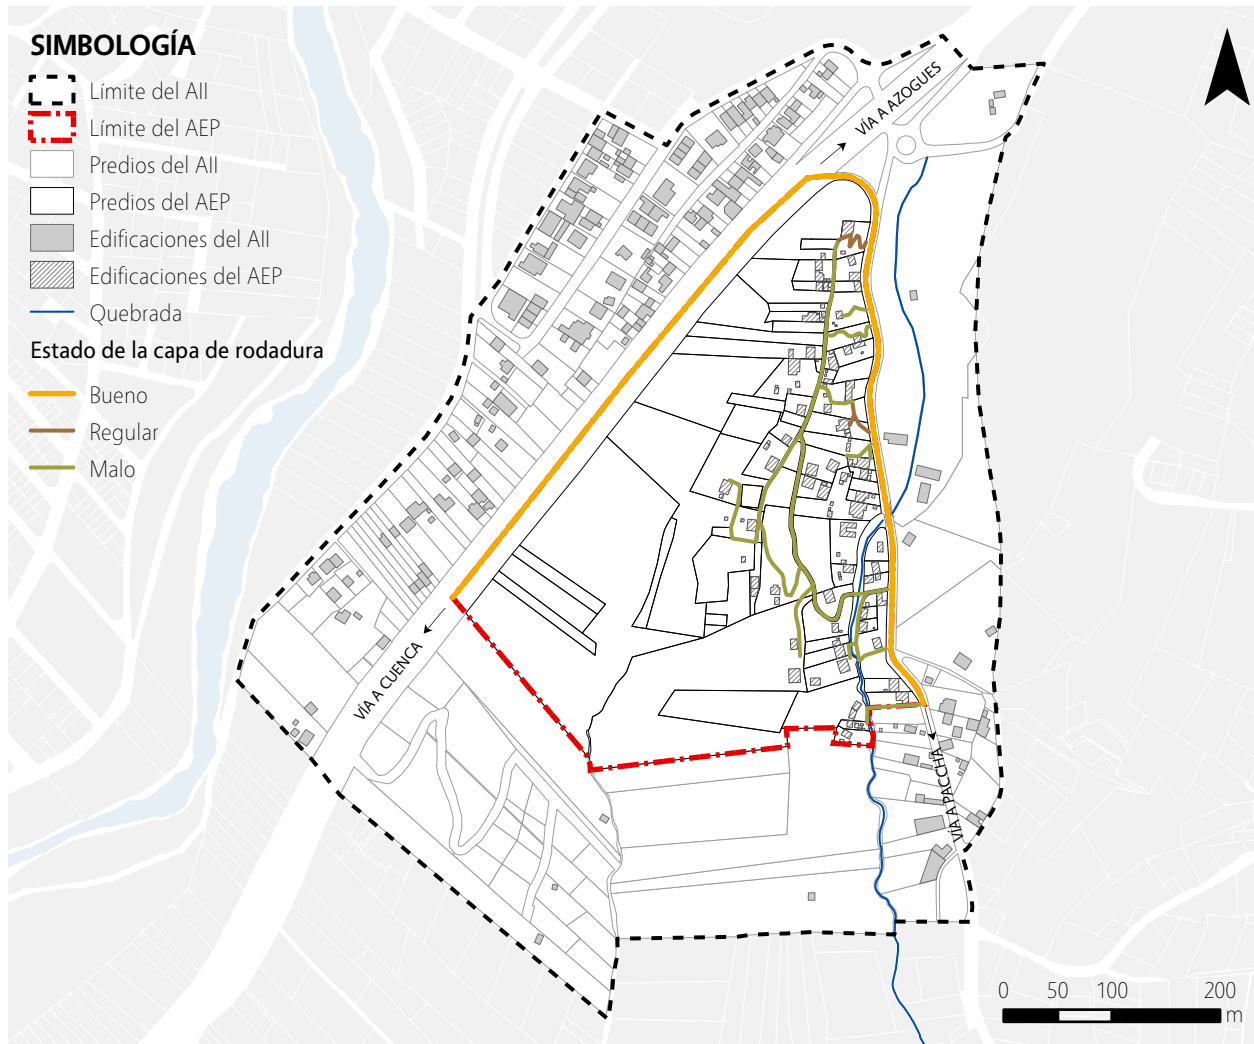 SIMBOLOGÍA
Límite del AII
Límite del AEP
Predios del AII
Predios del AEP
Edificaciones del AII
Edificaciones del AEP
Quebrada
Estado de la capa de rodadura
Bueno
Regular
Malo
VÍA A AZOGUES
VÍA A CUENCA
VÍA A PACCHA
0 50 100 200
m